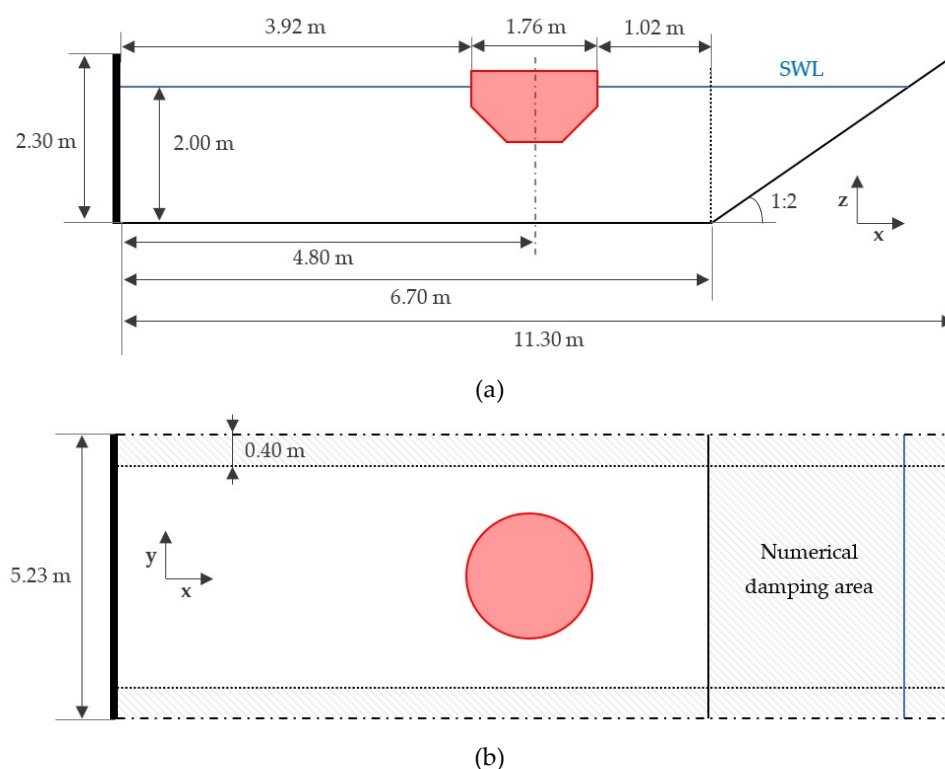 3.92 m 1.76 m 1.02 m
SWL
2.30 m 2.00 m
1:2
z
x
4.80 m
6.70 m
11.30 m
(a)
0.40 m
5.23 m
y
x
Numerical
damping area
(b)